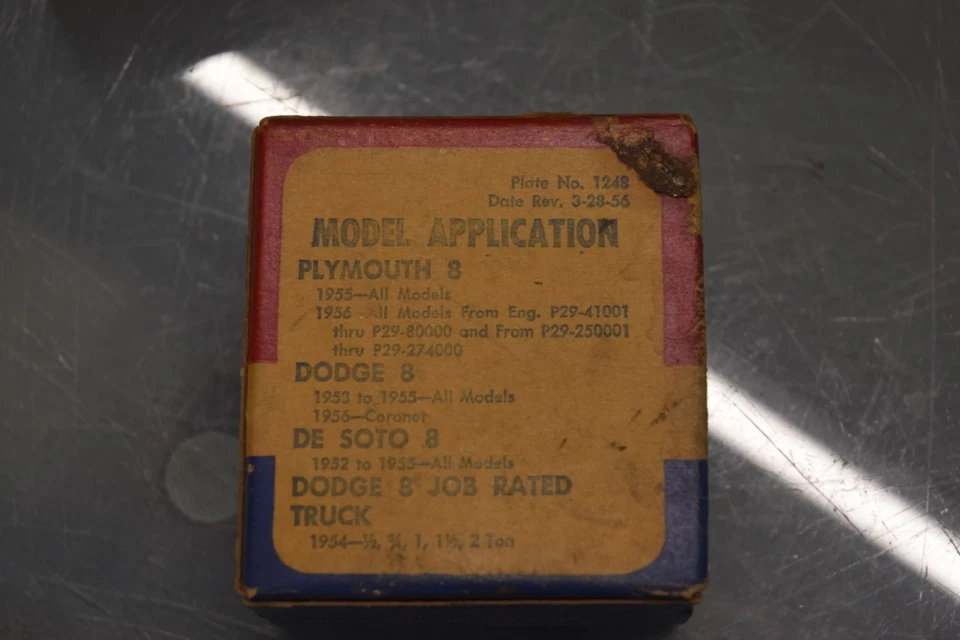 Plate No. 1248
Date Rev. 3-28-56
MODEL APPLICATION
PLYMOUTH 8
1955—All Models
1956 All Models From Eng. P29-41001
thru P29-80000 and From P29-250001
thru P29-274000
DODGE 8
1953 to 1955—All Models
1956—Coronet
DE SOTO 8
1952 to 1955—All Models
DODGE 8 JOB RATED
TRUCK
1954—½, ¾, 1, 1½, 2 Ton